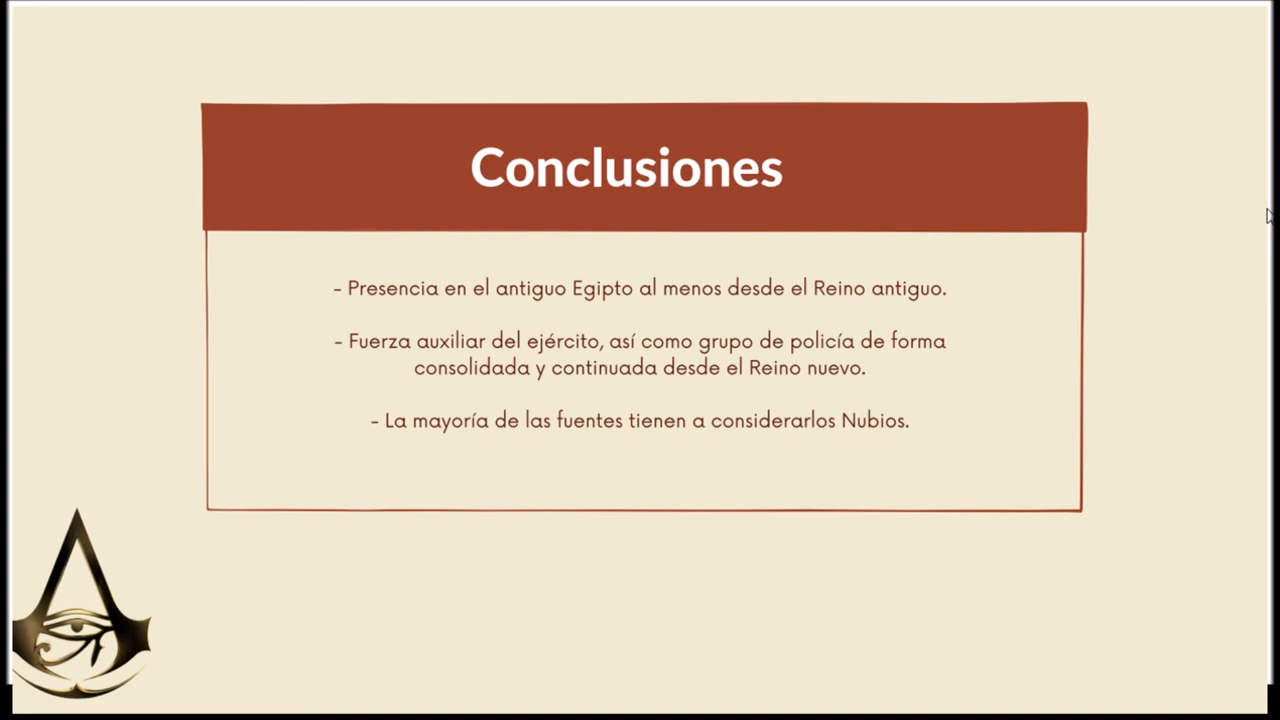 Conclusiones
- Presencia en el antiguo Egipto al menos desde el Reino antiguo.
- Fuerza auxiliar del ejército, así como grupo de policía de forma
consolidada y continuada desde el Reino nuevo.
- La mayoría de las fuentes tienen a considerarlos Nubios.